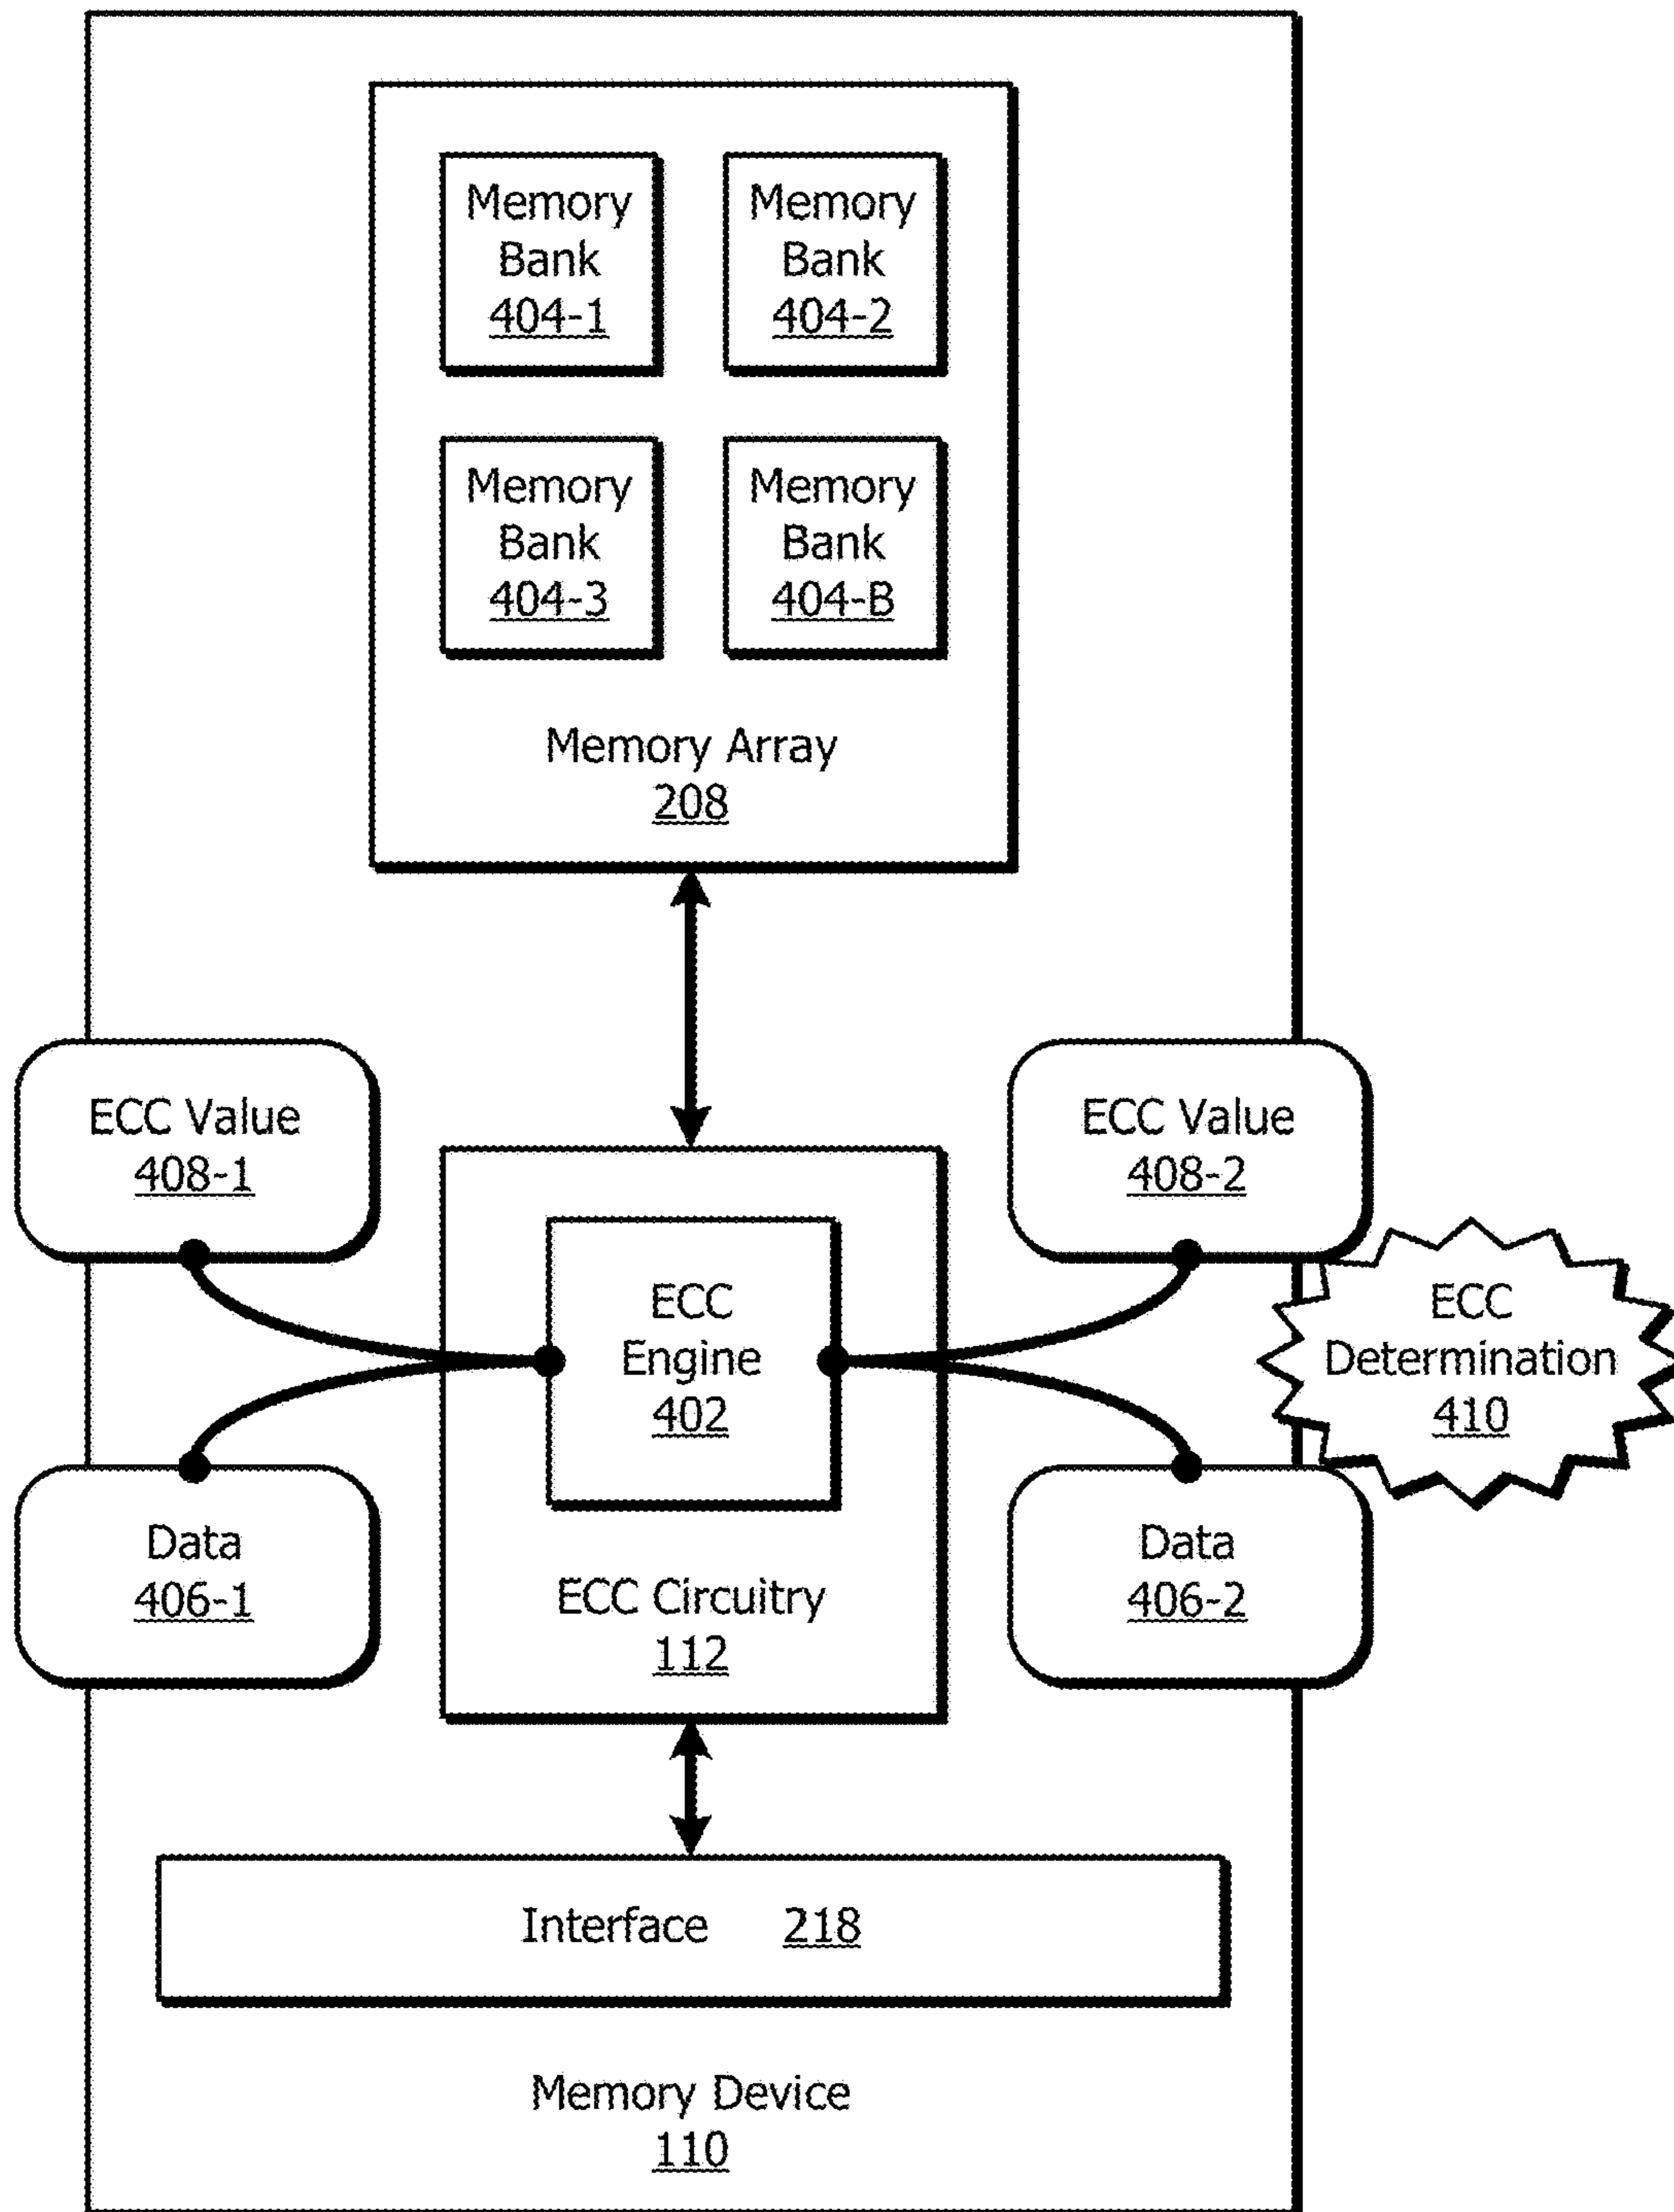 Memory
Bank
404-1
Memory
Bank
404-2
Memory
Bank
404-3
Memory
Bank
404-B
Memory Array
208
ECC Value
408-1
ECC Value
408-2
ECC
Engine
402
ECC
Determination
410
Data
406-1
ECC Circuitry
112
Data
406-2
Interface 218
Memory Device
110